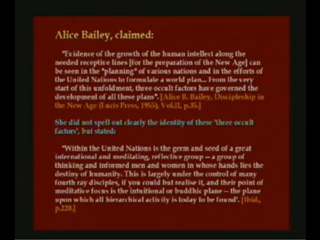 Alice Bailey, claimed:
"Evidence of the growth of the human intellect along the
needed receptive lines [for the preparation of the New Age] can
be seen in the "planning" of various nations and in the efforts of
the United Nations to formulate a world plan... From the very
start of this unfoldment, three occult factors have governed the
development of all these plans". [Alice B. Bailey, Discipleship in
the New Age (Lucis Press, 1955), Vol.II, p.35.]
She did not spell out clearly the identity of these 'three occult
factors', but stated:
"Within the United Nations is the germ and seed of a great
international and meditating, reflective group -- a group of
thinking and informed men and women in whose hands lies the
destiny of humanity. This is largely under the control of many
fourth ray disciples, if you could but realise it, and their point of
meditative focus is the intuitional or buddhic plane -- the plane
upon which all hierarchical activity is today to be found'. [Ibid.,
p.220.]